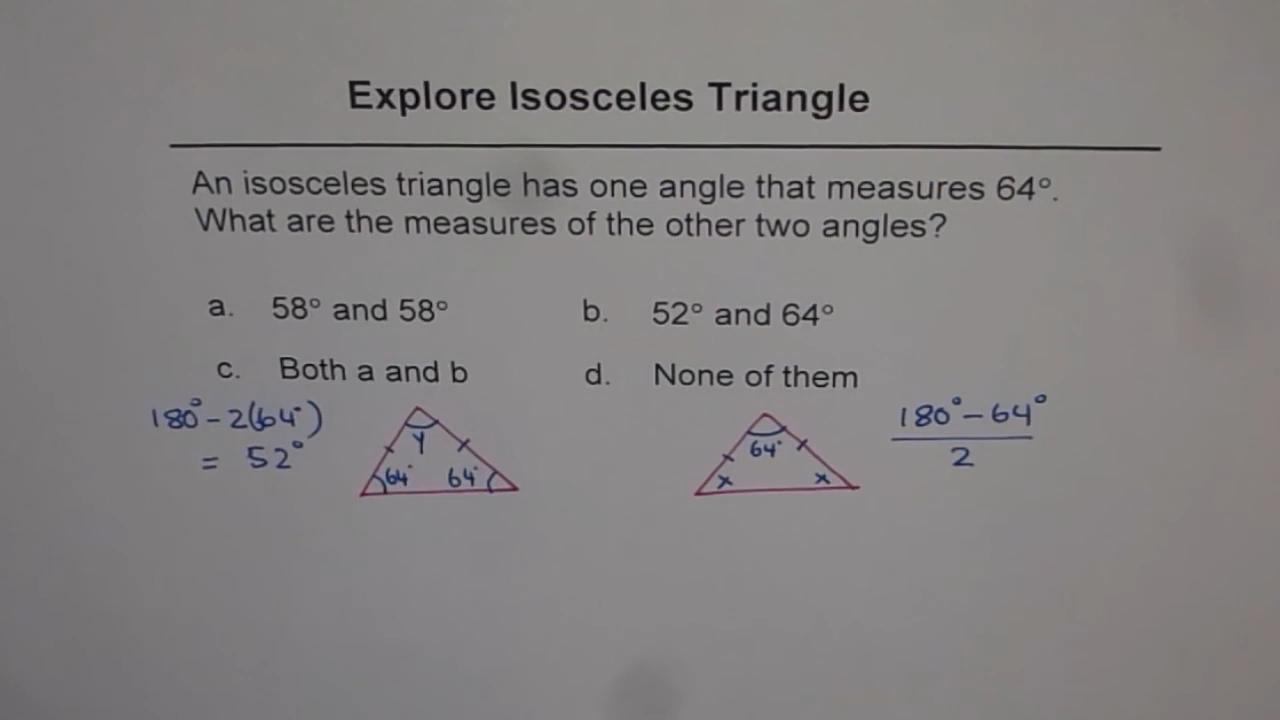 Explore Isosceles Triangle
An isosceles triangle has one angle that measures 64°.
What are the measures of the other two angles?
a. 58° and 58° b. 52° and 64°
c. Both a and b d. None of them
180° - 2(64°)
= 52°
y
64° 64°
64°
x x
180° - 64°
2